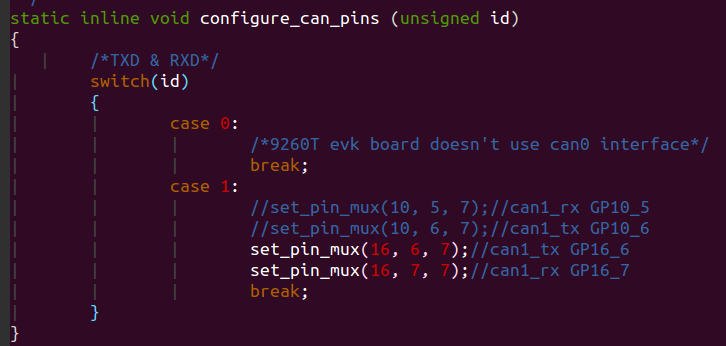 */
static inline void configure_can_pins (unsigned id)
{
/*TXD & RXD*/
switch(id)
{
case 0:
/*9260T evk board doesn't use can0 interface*/
break;
case 1:
//set_pin_mux(10, 5, 7);//can1_rx GP10_5
//set_pin_mux(10, 6, 7);//can1_tx GP10_6
set_pin_mux(16, 6, 7);//can1_tx GP16_6
set_pin_mux(16, 7, 7);//can1_rx GP16_7
break;
}
}